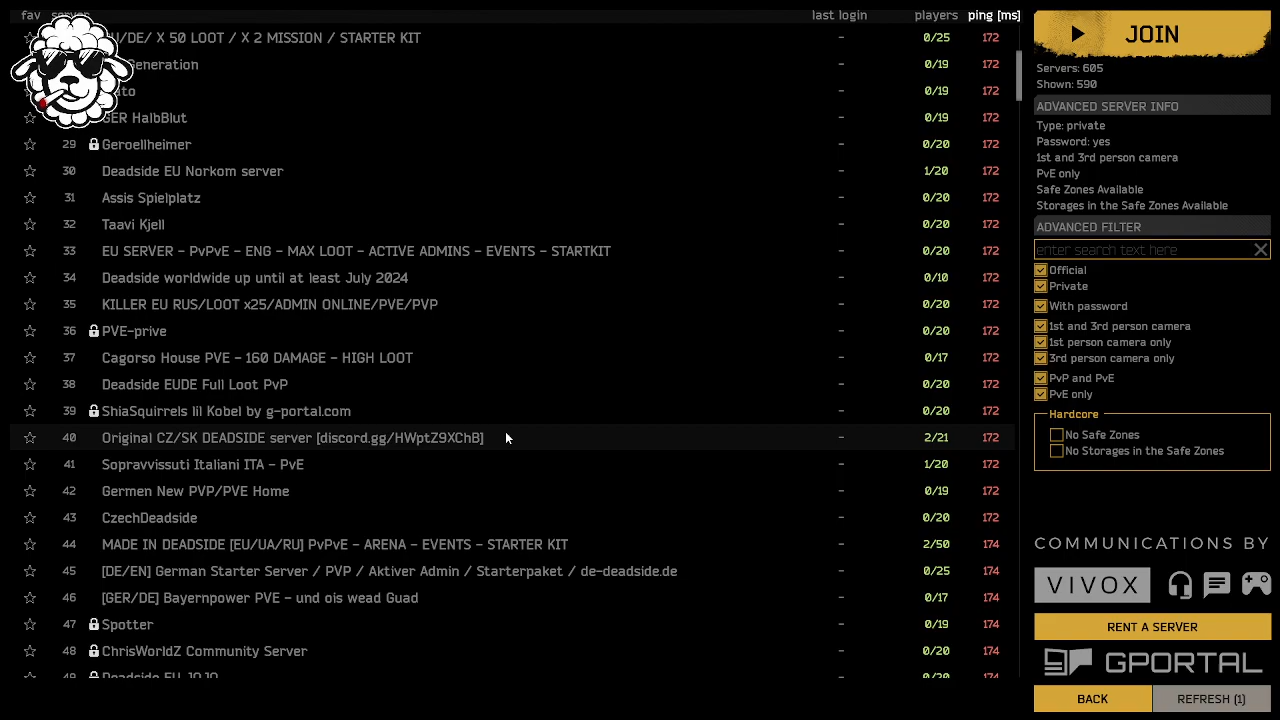 fav server last login players ping [ms]
/DE/ X 50 LOOT / X 2 MISSION / STARTER KIT - 0/25 172
Generation - 0/19 172
- 0/19 172
GER HalbBlut - 0/19 172
29 Geroellheimer - 0/20 172
30 Deadside EU Norkom server - 1/20 172
31 Assis Spielplatz - 0/20 172
32 Taavi Kjell - 0/20 172
33 EU SERVER - PvPvE - ENG - MAX LOOT - ACTIVE ADMINS - EVENTS - STARTKIT - 0/20 172
34 Deadside worldwide up until at least July 2024 - 0/10 172
35 KILLER EU RUS/LOOT x25/ADMIN ONLINE/PVE/PVP - 0/20 172
36 PVE-prive - 0/20 172
37 Cagorso House PVE - 160 DAMAGE - HIGH LOOT - 0/17 172
38 Deadside EUDE Full Loot PvP - 0/20 172
39 ShiaSquirrels lil Kobel by g-portal.com - 0/20 172
40 Original CZ/SK DEADSIDE server [discord.gg/HWptZ9XChB] - 2/21 172
41 Sopravvissuti Italiani ITA - PvE - 1/20 172
42 Germen New PVP/PVE Home - 0/19 172
43 CzechDeadside - 0/20 172
44 MADE IN DEADSIDE [EU/UA/RU] PvPvE - ARENA - EVENTS - STARTER KIT - 2/50 174
45 [DE/EN] German Starter Server / PVP / Aktiver Admin / Starterpaket / de-deadside.de - 0/25 174
46 [GER/DE] Bayernpower PVE - und ois wead Guad - 0/17 174
47 Spotter - 0/19 174
48 ChrisWorldZ Community Server - 0/20 174
49 Deadside EU JOJO - 0/20 174
JOIN
Servers: 605
Shown: 590
ADVANCED SERVER INFO
Type: private
Password: yes
1st and 3rd person camera
PvE only
Safe Zones Available
Storages in the Safe Zones Available
ADVANCED FILTER
enter search text here
Official
Private
With password
1st and 3rd person camera
1st person camera only
3rd person camera only
PvP and PvE
PvE only
Hardcore
No Safe Zones
No Storages in the Safe Zones
COMMUNICATIONS BY
VIVOX
RENT A SERVER
GPORTAL
BACK REFRESH (1)